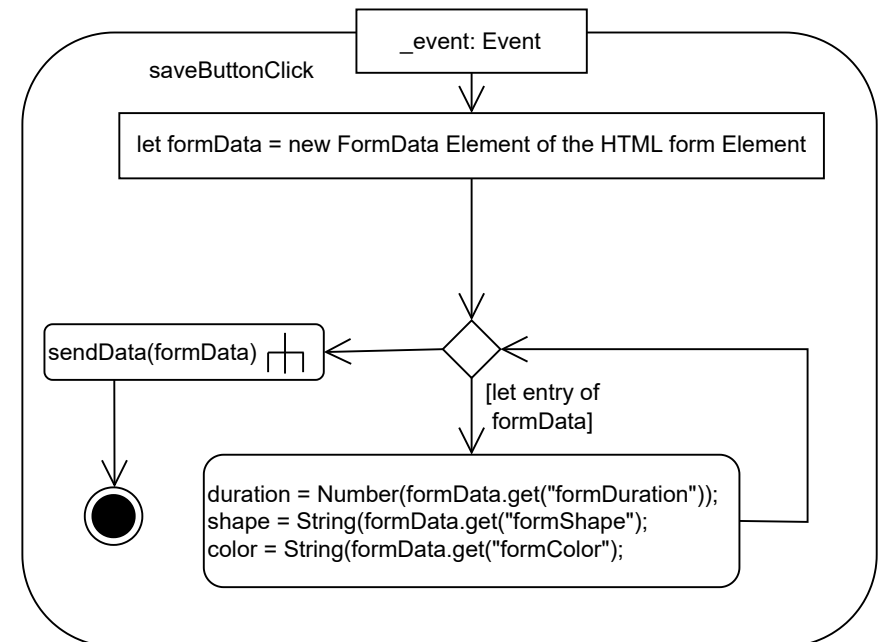 _event: Event
saveButtonClick
let formData = new FormData Element of the HTML form Element
sendData(formData)
[let entry of
formData]
duration = Number(formData.get("formDuration"));
shape = String(formData.get("formShape");
color = String(formData.get("formColor");